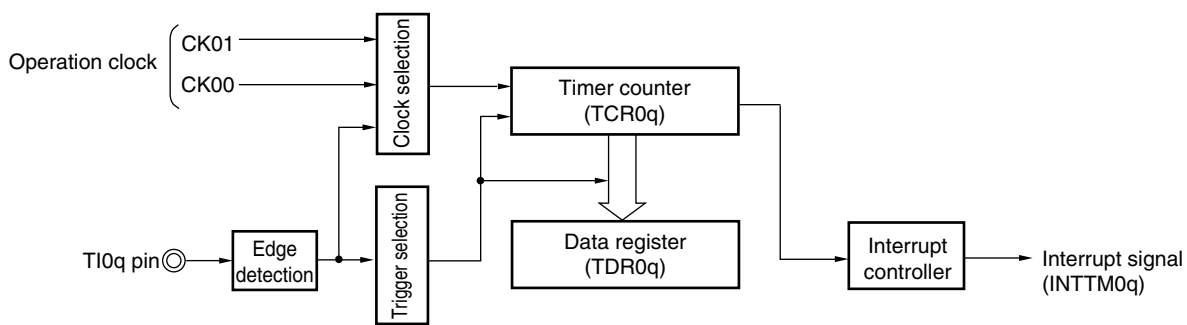 Operation clock
CK01
CK00
Clock selection
Timer counter
(TCR0q)
TI0q pin
Edge
detection
Trigger selection
Data register
(TDR0q)
Interrupt
controller
Interrupt signal
(INTTM0q)